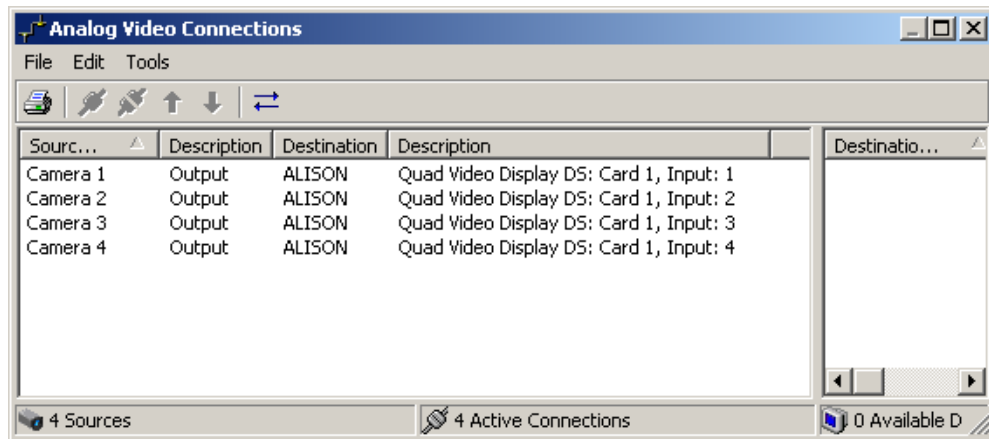 Analog Video Connections
File Edit Tools
Sourc... Description Destination Description Destinatio...
Camera 1 Output ALISON Quad Video Display DS: Card 1, Input: 1
Camera 2 Output ALISON Quad Video Display DS: Card 1, Input: 2
Camera 3 Output ALISON Quad Video Display DS: Card 1, Input: 3
Camera 4 Output ALISON Quad Video Display DS: Card 1, Input: 4
4 Sources 4 Active Connections 0 Available D